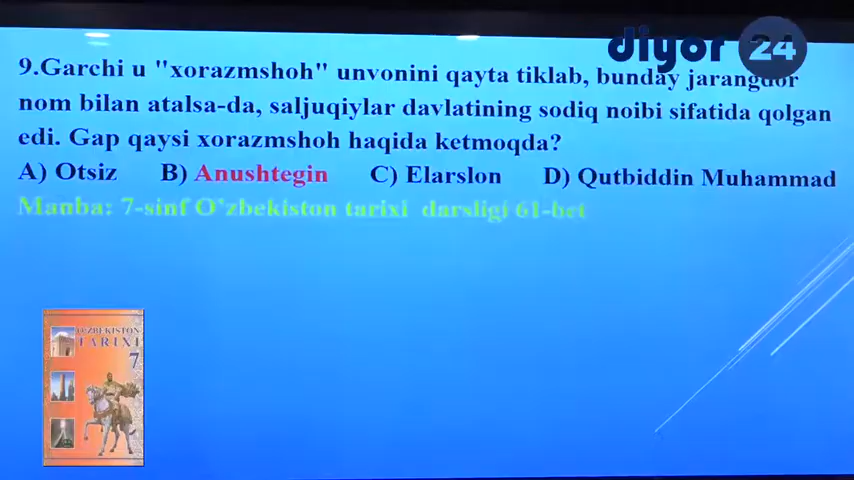 diyor 24
9.Garchi u "xorazmshoh" unvonini qayta tiklab, bunday jarangdor
nom bilan atalsa-da, saljuqiylar davlatining sodiq noibi sifatida qolgan
edi. Gap qaysi xorazmshoh haqida ketmoqda?
A) Otsiz B) Anushtegin C) Elarslon D) Qutbiddin Muhammad
Manba: 7-sinf O'zbekiston tarixi darsligi 61-bet
O'ZBEKISTON
TARIXI
7